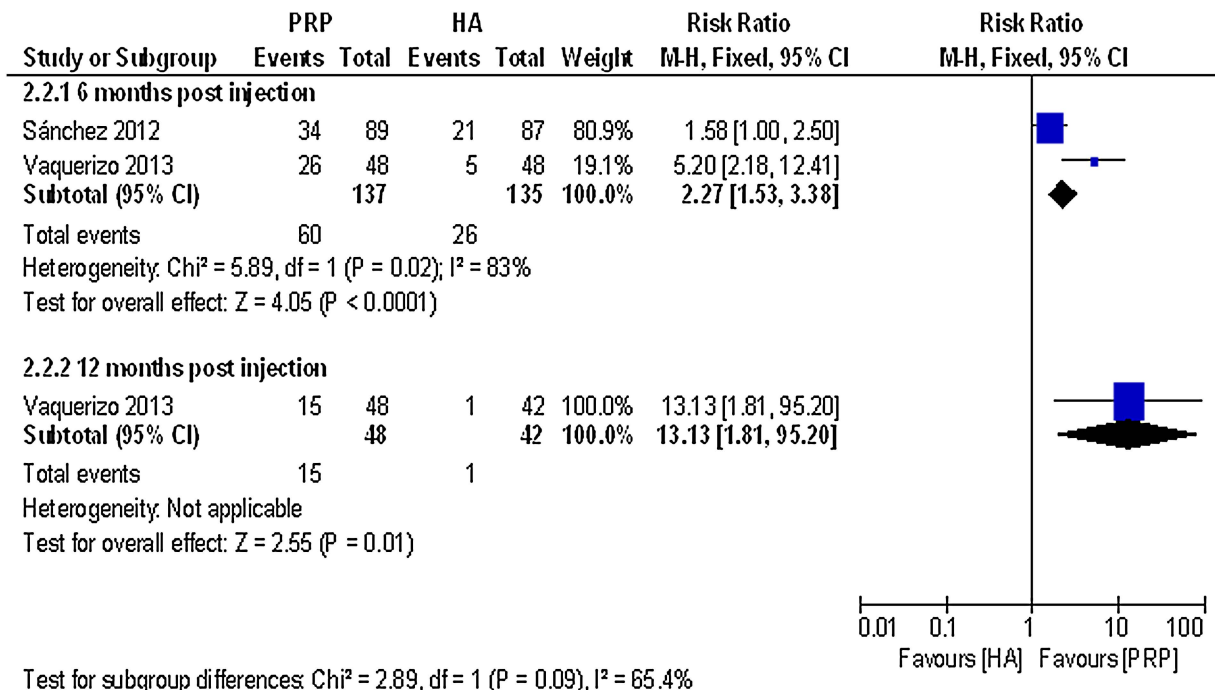 PRP HA Risk Ratio Risk Ratio
Study or Subgroup Events Total Events Total Weight M-H, Fixed, 95% CI M-H, Fixed, 95% CI
2.2.1 6 months post injection
Sánchez 2012 34 89 21 87 80.9% 1.58 [1.00, 2.50]
Vaquerizo 2013 26 48 5 48 19.1% 5.20 [2.18, 12.41]
Subtotal (95% CI) 137 135 100.0% 2.27 [1.53, 3.38]
Total events 60 26
Heterogeneity: Chi² = 5.89, df = 1 (P = 0.02); I² = 83%
Test for overall effect: Z = 4.05 (P < 0.0001)
2.2.2 12 months post injection
Vaquerizo 2013 15 48 1 42 100.0% 13.13 [1.81, 95.20]
Subtotal (95% CI) 48 42 100.0% 13.13 [1.81, 95.20]
Total events 15 1
Heterogeneity: Not applicable
Test for overall effect: Z = 2.55 (P = 0.01)
0.01 0.1 1 10 100
Favours [HA] Favours [PRP]
Test for subgroup differences: Chi² = 2.89, df = 1 (P = 0.09), I² = 65.4%